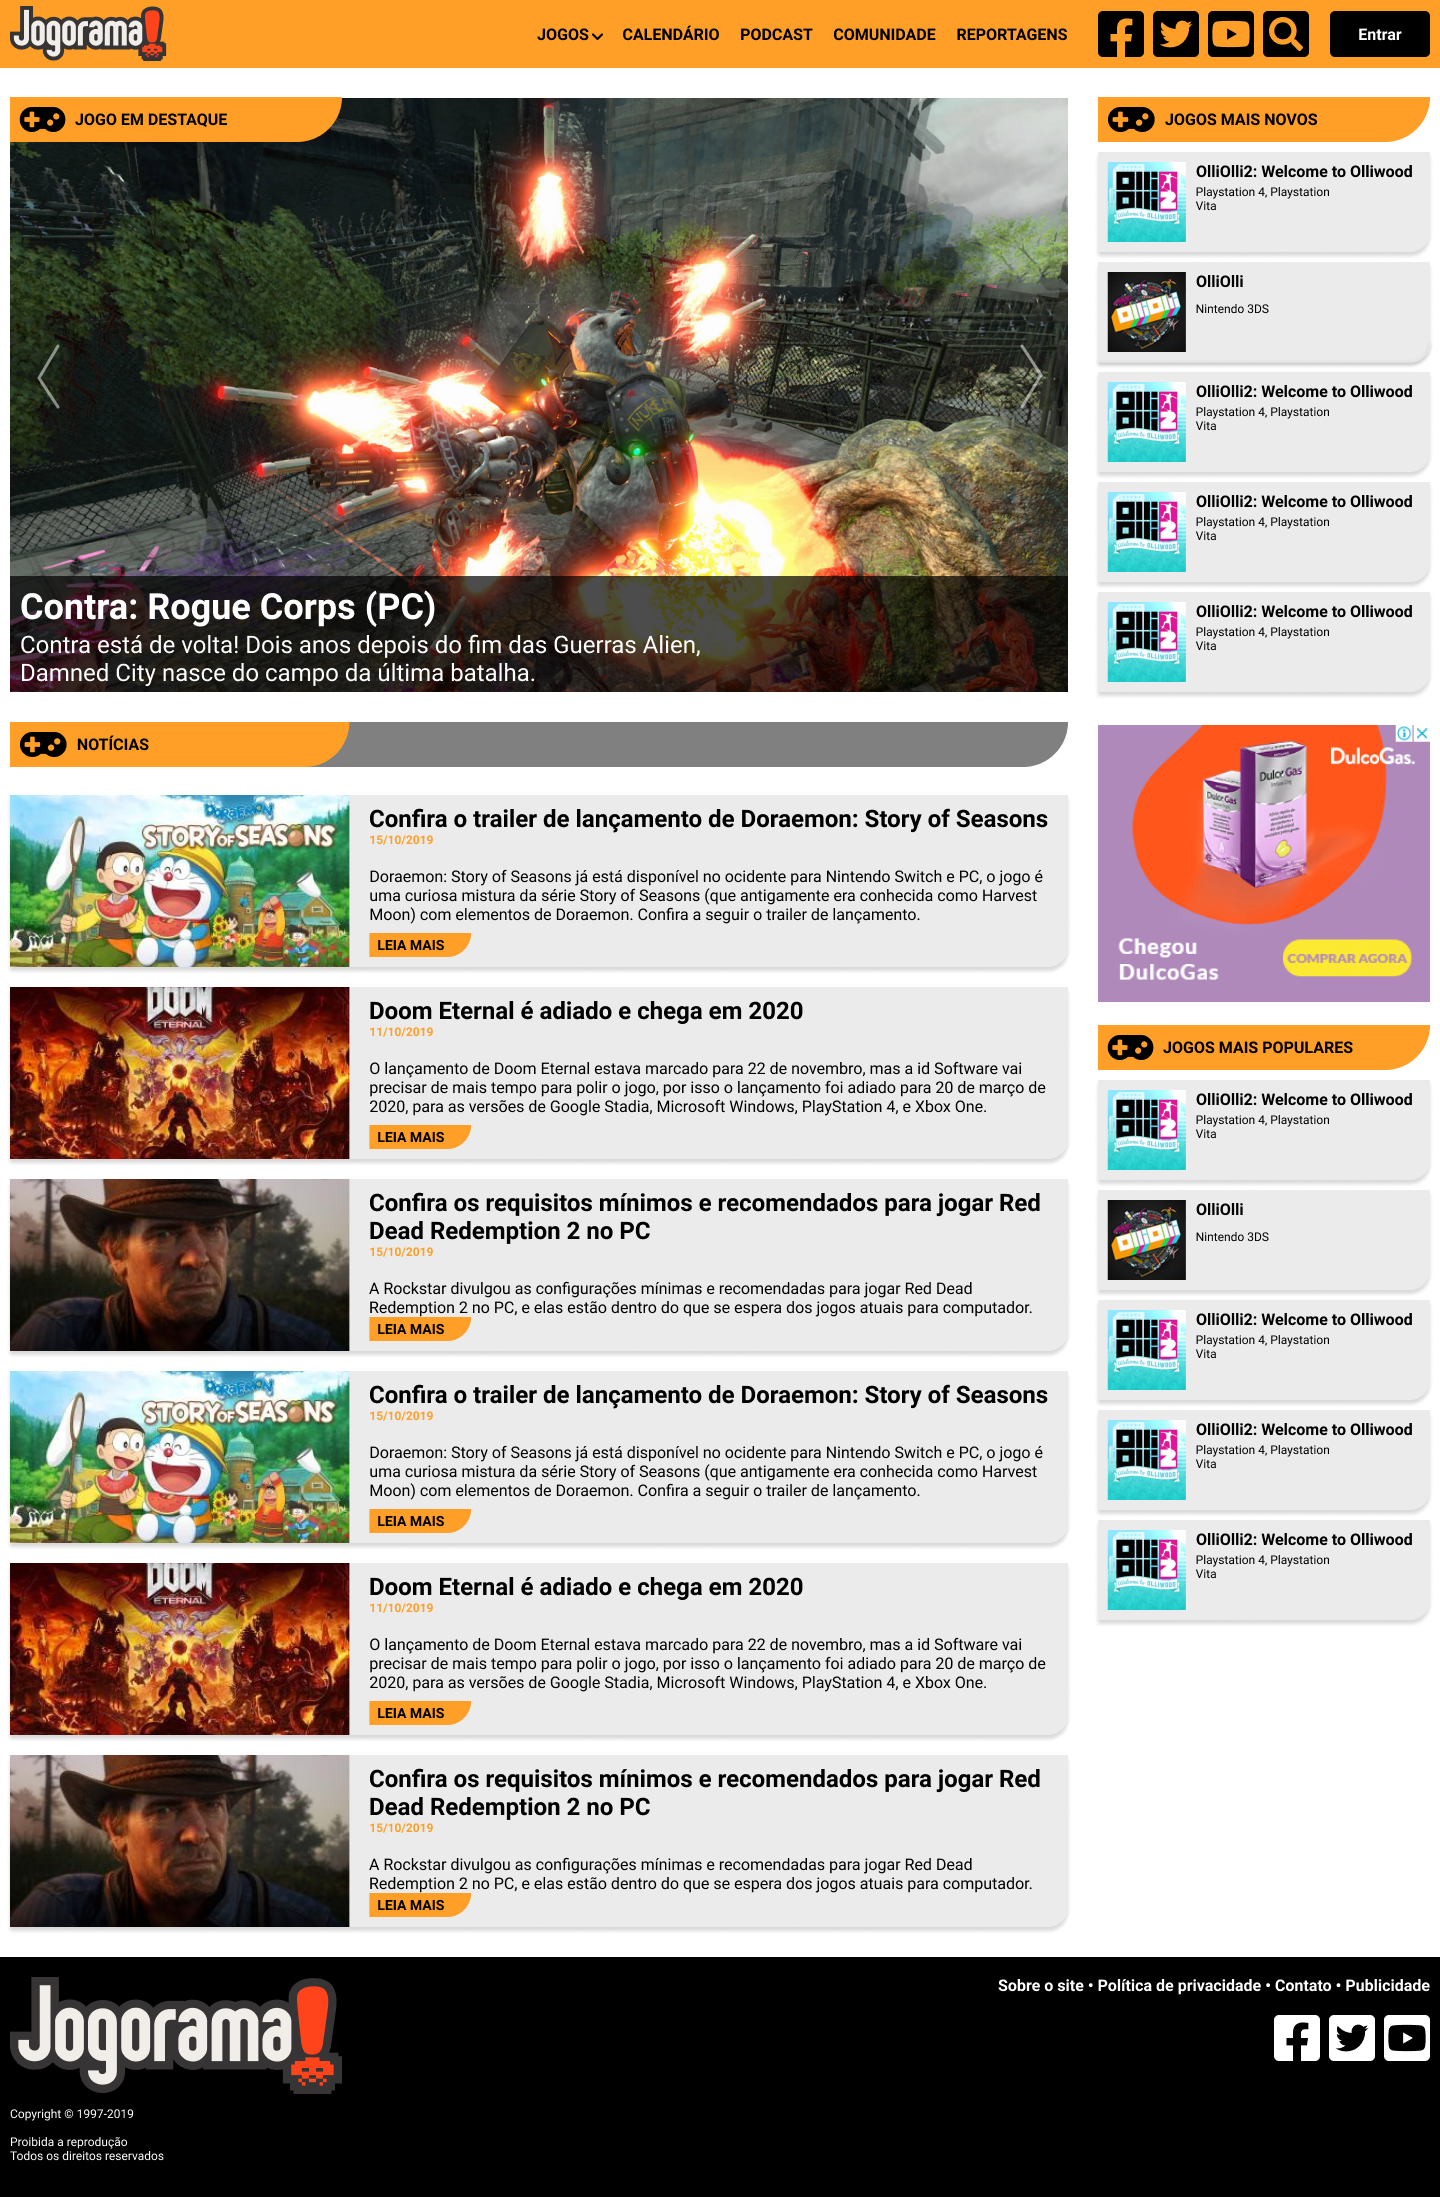 Jogorama!
JOGOS CALENDÁRIO PODCAST COMUNIDADE REPORTAGENS
Entrar
JOGO EM DESTAQUE
Contra: Rogue Corps (PC)
Contra está de volta! Dois anos depois do fim das Guerras Alien,
Damned City nasce do campo da última batalha.
JOGOS MAIS NOVOS
OlliOlli2: Welcome to Olliwood
Playstation 4, Playstation
Vita
OlliOlli
Nintendo 3DS
OlliOlli2: Welcome to Olliwood
Playstation 4, Playstation
Vita
OlliOlli2: Welcome to Olliwood
Playstation 4, Playstation
Vita
OlliOlli2: Welcome to Olliwood
Playstation 4, Playstation
Vita
NOTÍCIAS
DORAEMON
STORY OF SEASONS
Confira o trailer de lançamento de Doraemon: Story of Seasons
15/10/2019
Doraemon: Story of Seasons já está disponível no ocidente para Nintendo Switch e PC, o jogo é
uma curiosa mistura da série Story of Seasons (que antigamente era conhecida como Harvest
Moon) com elementos de Doraemon. Confira a seguir o trailer de lançamento.
LEIA MAIS
DOOM
ETERNAL
Doom Eternal é adiado e chega em 2020
11/10/2019
O lançamento de Doom Eternal estava marcado para 22 de novembro, mas a id Software vai
precisar de mais tempo para polir o jogo, por isso o lançamento foi adiado para 20 de março de
2020, para as versões de Google Stadia, Microsoft Windows, PlayStation 4, e Xbox One.
LEIA MAIS
Confira os requisitos mínimos e recomendados para jogar Red
Dead Redemption 2 no PC
15/10/2019
A Rockstar divulgou as configurações mínimas e recomendadas para jogar Red Dead
Redemption 2 no PC, e elas estão dentro do que se espera dos jogos atuais para computador.
LEIA MAIS
DORAEMON
STORY OF SEASONS
Confira o trailer de lançamento de Doraemon: Story of Seasons
15/10/2019
Doraemon: Story of Seasons já está disponível no ocidente para Nintendo Switch e PC, o jogo é
uma curiosa mistura da série Story of Seasons (que antigamente era conhecida como Harvest
Moon) com elementos de Doraemon. Confira a seguir o trailer de lançamento.
LEIA MAIS
DOOM
ETERNAL
Doom Eternal é adiado e chega em 2020
11/10/2019
O lançamento de Doom Eternal estava marcado para 22 de novembro, mas a id Software vai
precisar de mais tempo para polir o jogo, por isso o lançamento foi adiado para 20 de março de
2020, para as versões de Google Stadia, Microsoft Windows, PlayStation 4, e Xbox One.
LEIA MAIS
Confira os requisitos mínimos e recomendados para jogar Red
Dead Redemption 2 no PC
15/10/2019
A Rockstar divulgou as configurações mínimas e recomendadas para jogar Red Dead
Redemption 2 no PC, e elas estão dentro do que se espera dos jogos atuais para computador.
LEIA MAIS
DulcoGas.
Dulco Gas
Chegou
DulcoGas
COMPRAR AGORA
JOGOS MAIS POPULARES
OlliOlli2: Welcome to Olliwood
Playstation 4, Playstation
Vita
OlliOlli
Nintendo 3DS
OlliOlli2: Welcome to Olliwood
Playstation 4, Playstation
Vita
OlliOlli2: Welcome to Olliwood
Playstation 4, Playstation
Vita
OlliOlli2: Welcome to Olliwood
Playstation 4, Playstation
Vita
Jogorama!
Sobre o site • Política de privacidade • Contato • Publicidade
Copyright © 1997-2019
Proibida a reprodução
Todos os direitos reservados